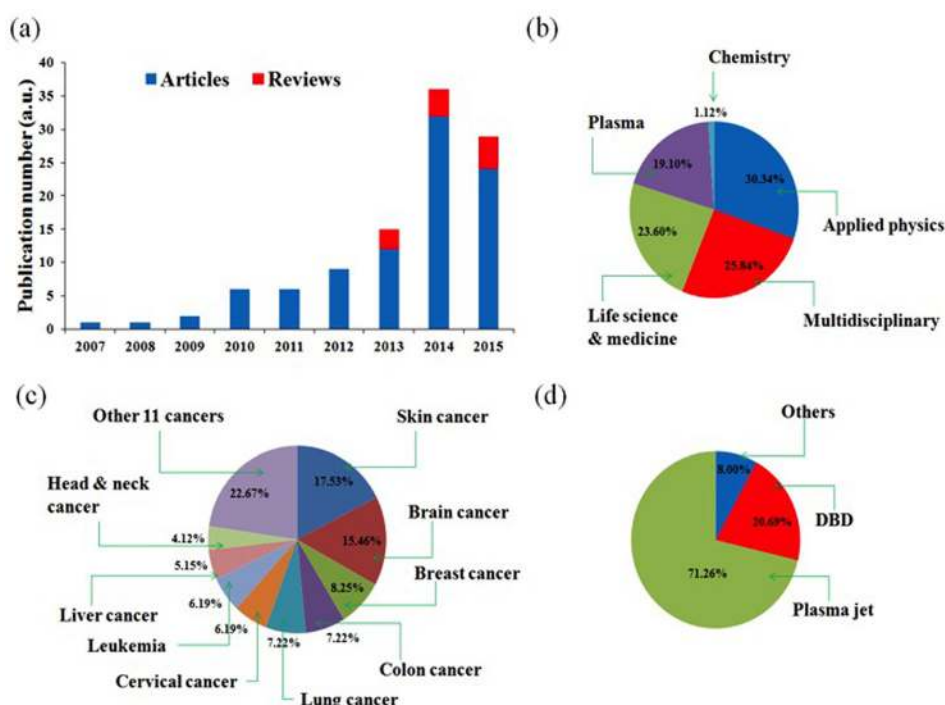 (a)
Articles
Reviews
Publication number (a.u.)
40
35
30
25
20
15
10
5
0
2007 2008 2009 2010 2011 2012 2013 2014 2015
(b)
Chemistry
1.12%
Plasma
19.10%
30.34%
Applied physics
23.60%
25.84%
Life science
& medicine
Multidisciplinary
(c)
Other 11 cancers
Skin cancer
22.67%
17.53%
Head & neck
cancer
Brain cancer
15.46%
4.12%
Breast cancer
8.25%
5.15%
Liver cancer
6.19%
Leukemia
6.19%
7.22%
7.22%
Colon cancer
Cervical cancer
Lung cancer
(d)
Others
8.00%
20.69%
DBD
71.26%
Plasma jet